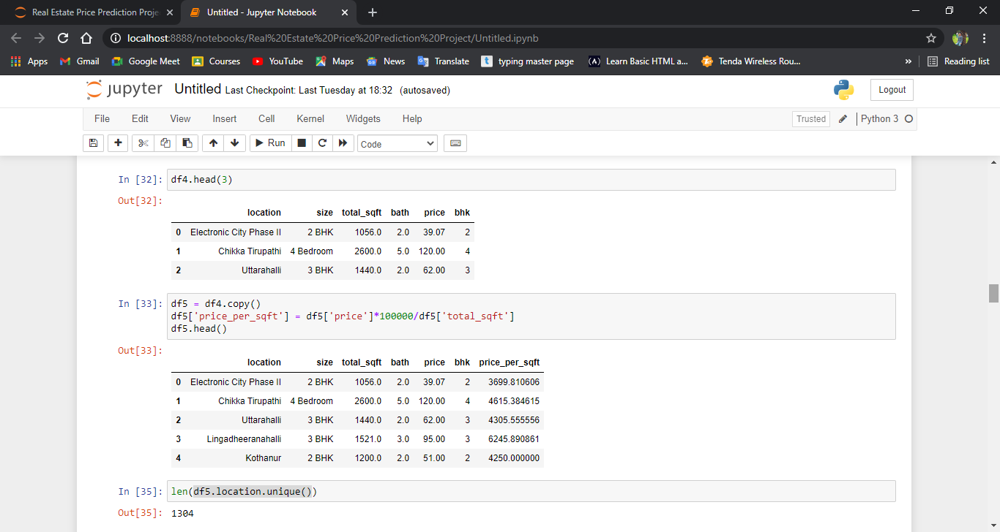 Real Estate Price Prediction Proje
Untitled - Jupyter Notebook
localhost:8888/notebooks/Real%20Estate%20Price%20Prediction%20Project/Untitled.ipynb
Apps Gmail Google Meet Courses YouTube Maps News Translate typing master page Learn Basic HTML a... Tenda Wireless Rou... » Reading list
jupyter Untitled Last Checkpoint: Last Tuesday at 18:32 (autosaved) Logout
File Edit View Insert Cell Kernel Widgets Help Trusted Python 3
Run Code
In [32]: df4.head(3)
Out[32]:
location size total_sqft bath price bhk
0 Electronic City Phase II 2 BHK 1056.0 2.0 39.07 2
1 Chikka Tirupathi 4 Bedroom 2600.0 5.0 120.00 4
2 Uttarahalli 3 BHK 1440.0 2.0 62.00 3
In [33]: df5 = df4.copy()
df5['price_per_sqft'] = df5['price']*100000/df5['total_sqft']
df5.head()
Out[33]:
location size total_sqft bath price bhk price_per_sqft
0 Electronic City Phase II 2 BHK 1056.0 2.0 39.07 2 3699.810606
1 Chikka Tirupathi 4 Bedroom 2600.0 5.0 120.00 4 4615.384615
2 Uttarahalli 3 BHK 1440.0 2.0 62.00 3 4305.555556
3 Lingadheeranahalli 3 BHK 1521.0 3.0 95.00 3 6245.890861
4 Kothanur 2 BHK 1200.0 2.0 51.00 2 4250.000000
In [35]: len(df5.location.unique())
Out[35]: 1304